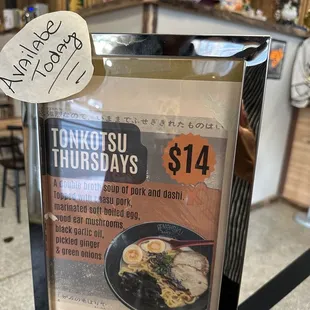 Availabe
Today
TONKOTSU
THURSDAYS
$14
A double broth soup of pork and dashi
topped with chasu pork,
marinated soft boiled egg,
wood ear mushrooms
black garlic oil,
pickled ginger
& green onions